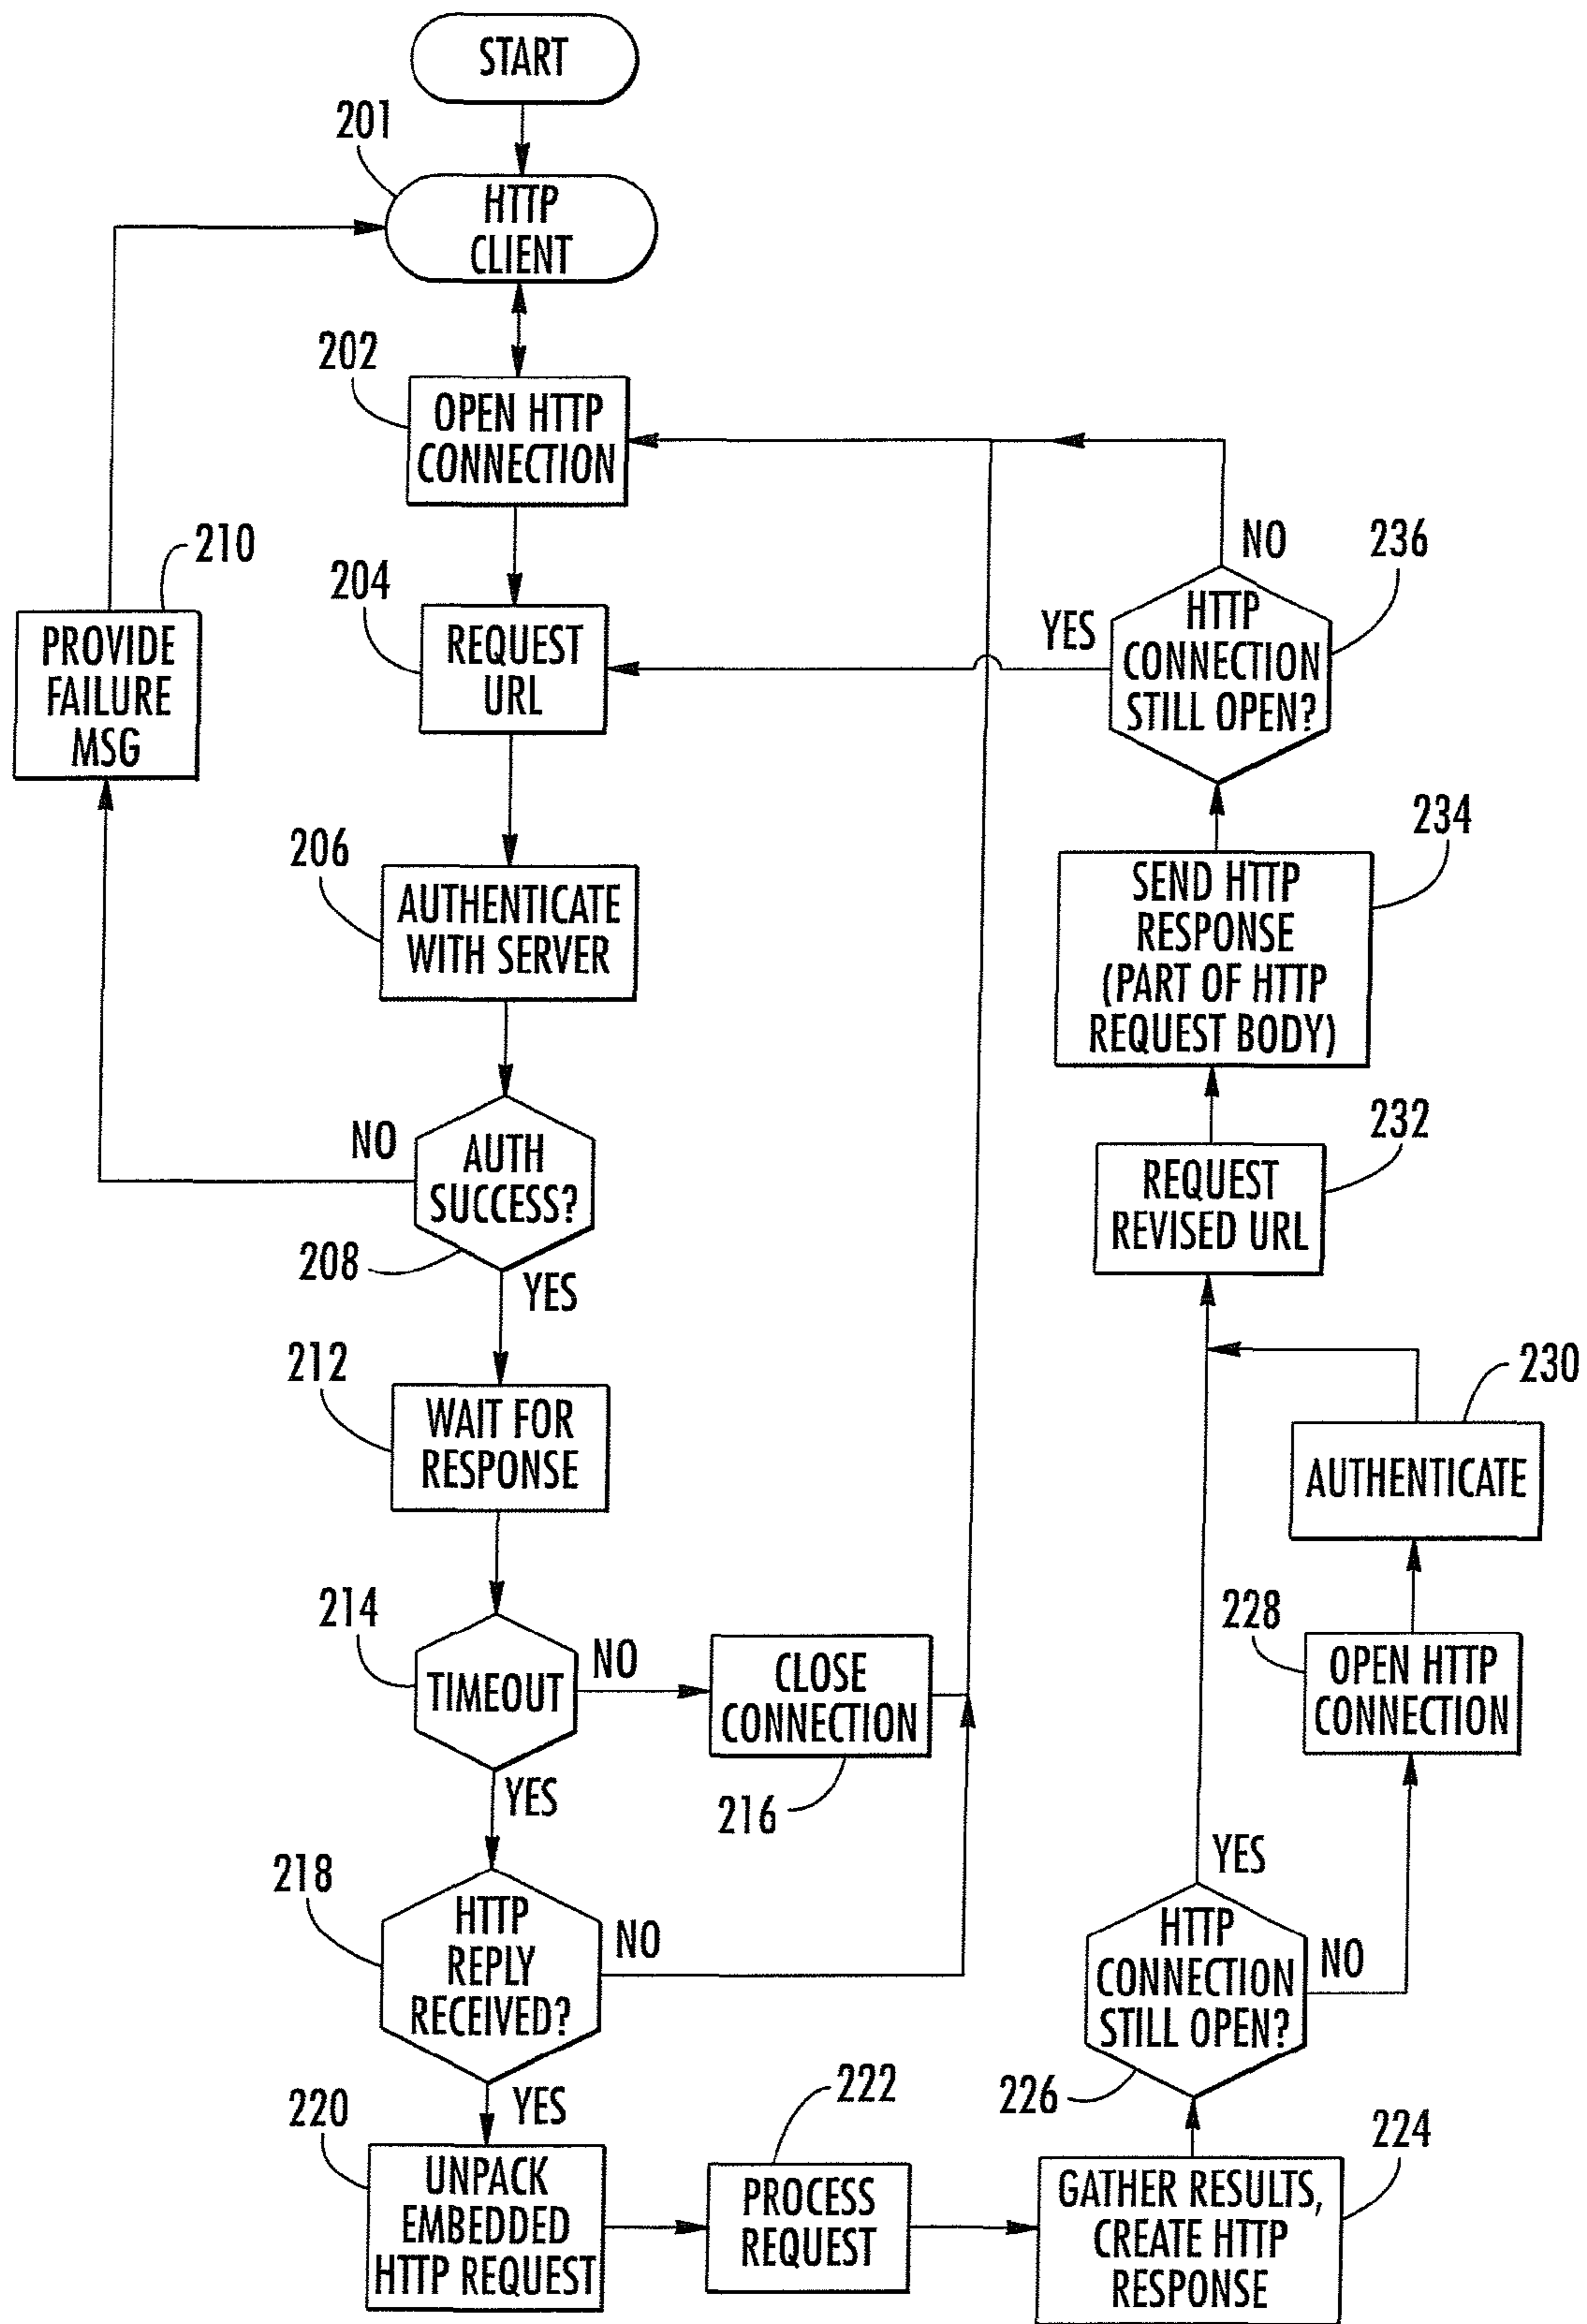 START
201
HTTP
CLIENT
202
OPEN HTTP
CONNECTION
210
PROVIDE
FAILURE
MSG
204
REQUEST
URL
NO
236
YES
HTTP
CONNECTION
STILL OPEN?
206
AUTHENTICATE
WITH SERVER
234
SEND HTTP
RESPONSE
(PART OF HTTP
REQUEST BODY)
NO
AUTH
SUCCESS?
208
YES
232
REQUEST
REVISED URL
212
WAIT FOR
RESPONSE
230
AUTHENTICATE
214
TIMEOUT
NO
CLOSE
CONNECTION
216
YES
228
OPEN HTTP
CONNECTION
218
HTTP
REPLY
RECEIVED?
NO
YES
YES
HTTP
CONNECTION
STILL OPEN?
NO
226
220
UNPACK
EMBEDDED
HTTP REQUEST
222
PROCESS
REQUEST
224
GATHER RESULTS,
CREATE HTTP
RESPONSE